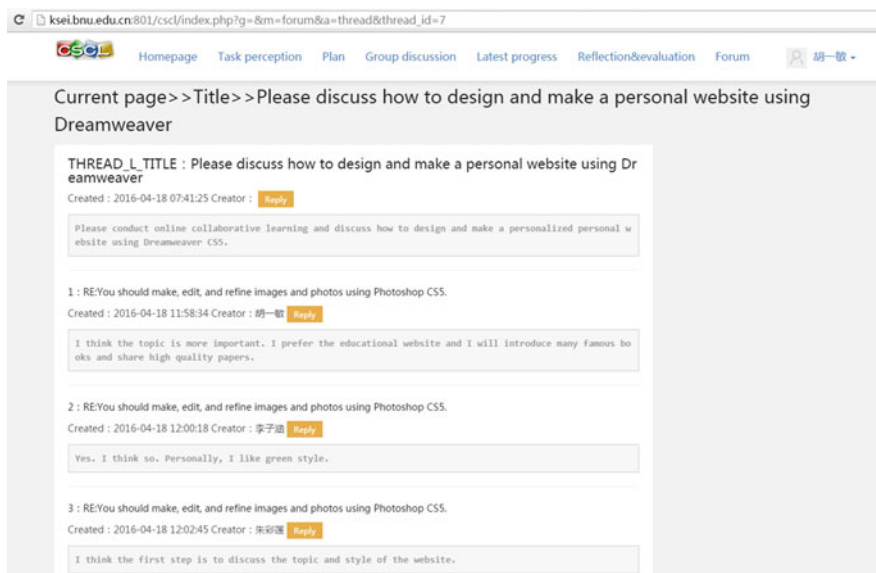 ksei.bnu.edu.cn:801/cscl/index.php?g=&m=forum&a=thread&thread_id=7
CSCL Homepage Task perception Plan Group discussion Latest progress Reflection&evaluation Forum 胡一敏
Current page>>Title>>Please discuss how to design and make a personal website using
Dreamweaver
THREAD_L_TITLE : Please discuss how to design and make a personal website using Dr
eamweaver
Created : 2016-04-18 07:41:25 Creator : Reply
Please conduct online collaborative learning and discuss how to design and make a personalized personal w
ebsite using Dreamweaver CS5.
1 : RE:You should make, edit, and refine images and photos using Photoshop CS5.
Created : 2016-04-18 11:58:34 Creator : 胡一敏 Reply
I think the topic is more important. I prefer the educational website and I will introduce many famous bo
oks and share high quality papers.
2 : RE:You should make, edit, and refine images and photos using Photoshop CS5.
Created : 2016-04-18 12:00:18 Creator : 李子涵 Reply
Yes. I think so. Personally, I like green style.
3 : RE:You should make, edit, and refine images and photos using Photoshop CS5.
Created : 2016-04-18 12:02:45 Creator : 朱彩莲 Reply
I think the first step is to discuss the topic and style of the website.